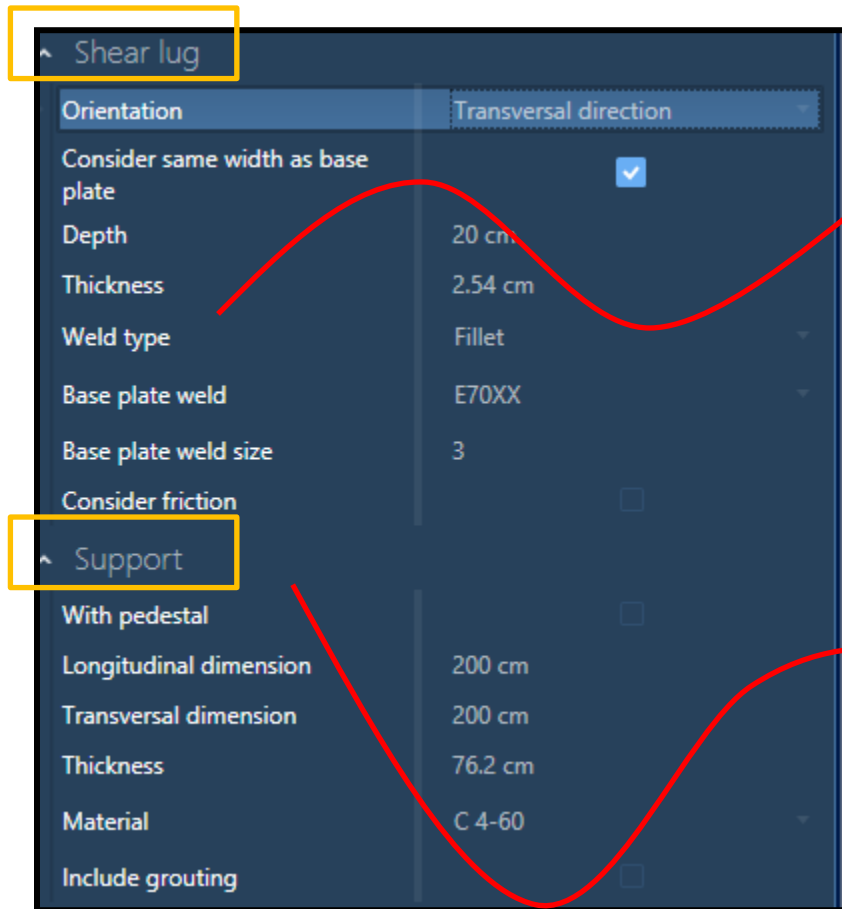 Shear lug
Orientation Transversal direction
Consider same width as base
plate
Depth 20 cm
Thickness 2.54 cm
Weld type Fillet
Base plate weld E70XX
Base plate weld size 3
Consider friction
Support
With pedestal
Longitudinal dimension 200 cm
Transversal dimension 200 cm
Thickness 76.2 cm
Material C 4-60
Include grouting